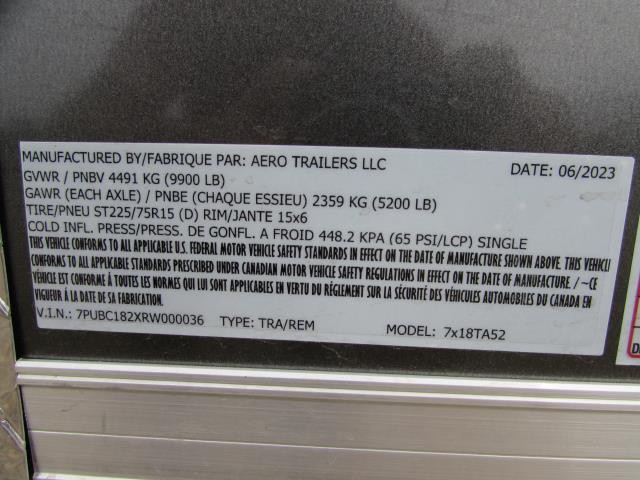 MANUFACTURED BY/FABRIQUE PAR: AERO TRAILERS LLC DATE: 06/2023
GVWR / PNBV 4491 KG (9900 LB)
GAWR (EACH AXLE) / PNBE (CHAQUE ESSIEU) 2359 KG (5200 LB)
TIRE/PNEU ST225/75R15 (D) RIM/JANTE 15x6
COLD INFL. PRESS/PRESS. DE GONFL. A FROID 448.2 KPA (65 PSI/LCP) SINGLE
THIS VEHICLE CONFORMS TO ALL APPLICABLE U.S. FEDERAL MOTOR VEHICLE SAFETY STANDARDS IN EFFECT ON THE DATE OF MANUFACTURE SHOWN ABOVE. THIS VEHICL
CONFORMS TO ALL APPLICABLE STANDARDS PRESCRIBED UNDER CANADIAN MOTOR VEHICLE SAFETY REGULATIONS IN EFFECT ON THE DATE OF MANUFACTURE. / ~CE
VÉHICLE EST CONFORME À TOUTES LES NORMES QUI LUI SONT APPLICABLES EN VERTU DU RÉGLEMENT SUR LA SÉCURITÉ DES VÉHICULES AUTOMOBILES DU CANADA EN
VIGUEUR À LA DATE DE SA FABRICATION.
V.I.N.: 7PUBC182XRW000036 TYPE: TRA/REM MODEL: 7x18TA52